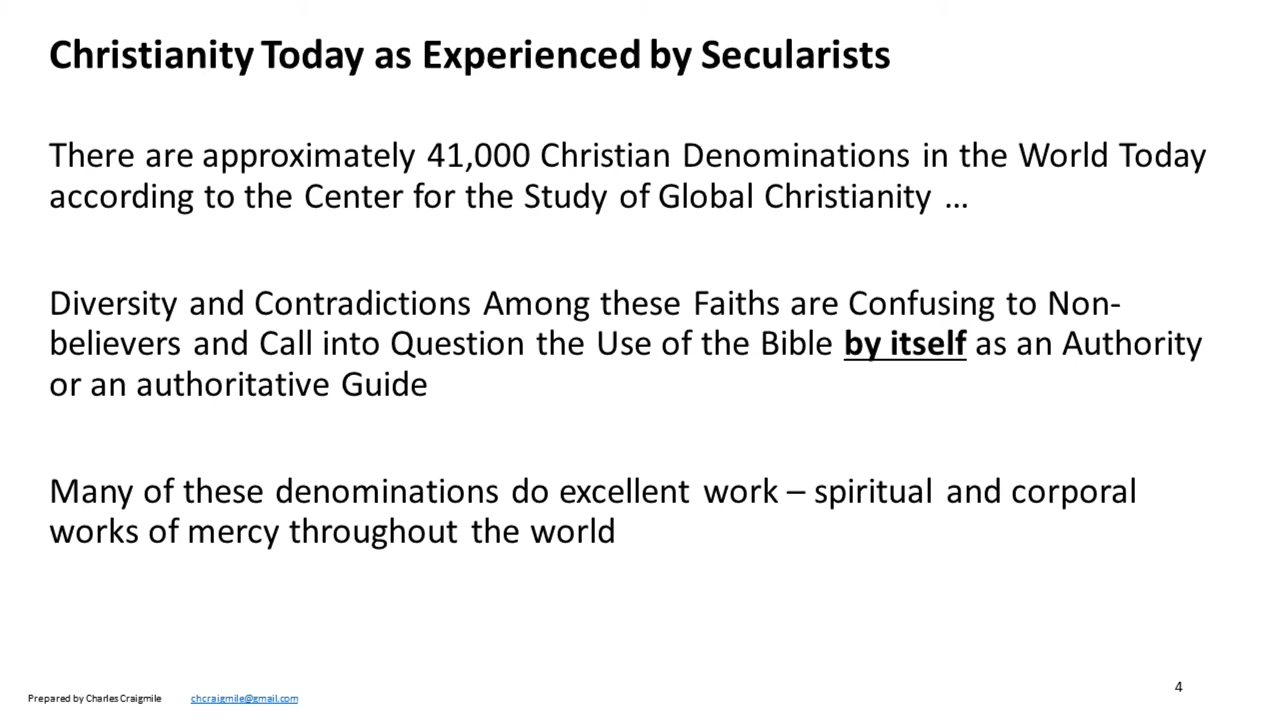 Christianity Today as Experienced by Secularists
There are approximately 41,000 Christian Denominations in the World Today
according to the Center for the Study of Global Christianity …
Diversity and Contradictions Among these Faiths are Confusing to Non-
believers and Call into Question the Use of the Bible by itself as an Authority
or an authoritative Guide
Many of these denominations do excellent work – spiritual and corporal
works of mercy throughout the world
Prepared by Charles Craigmile chcraigmile@gmail.com
4